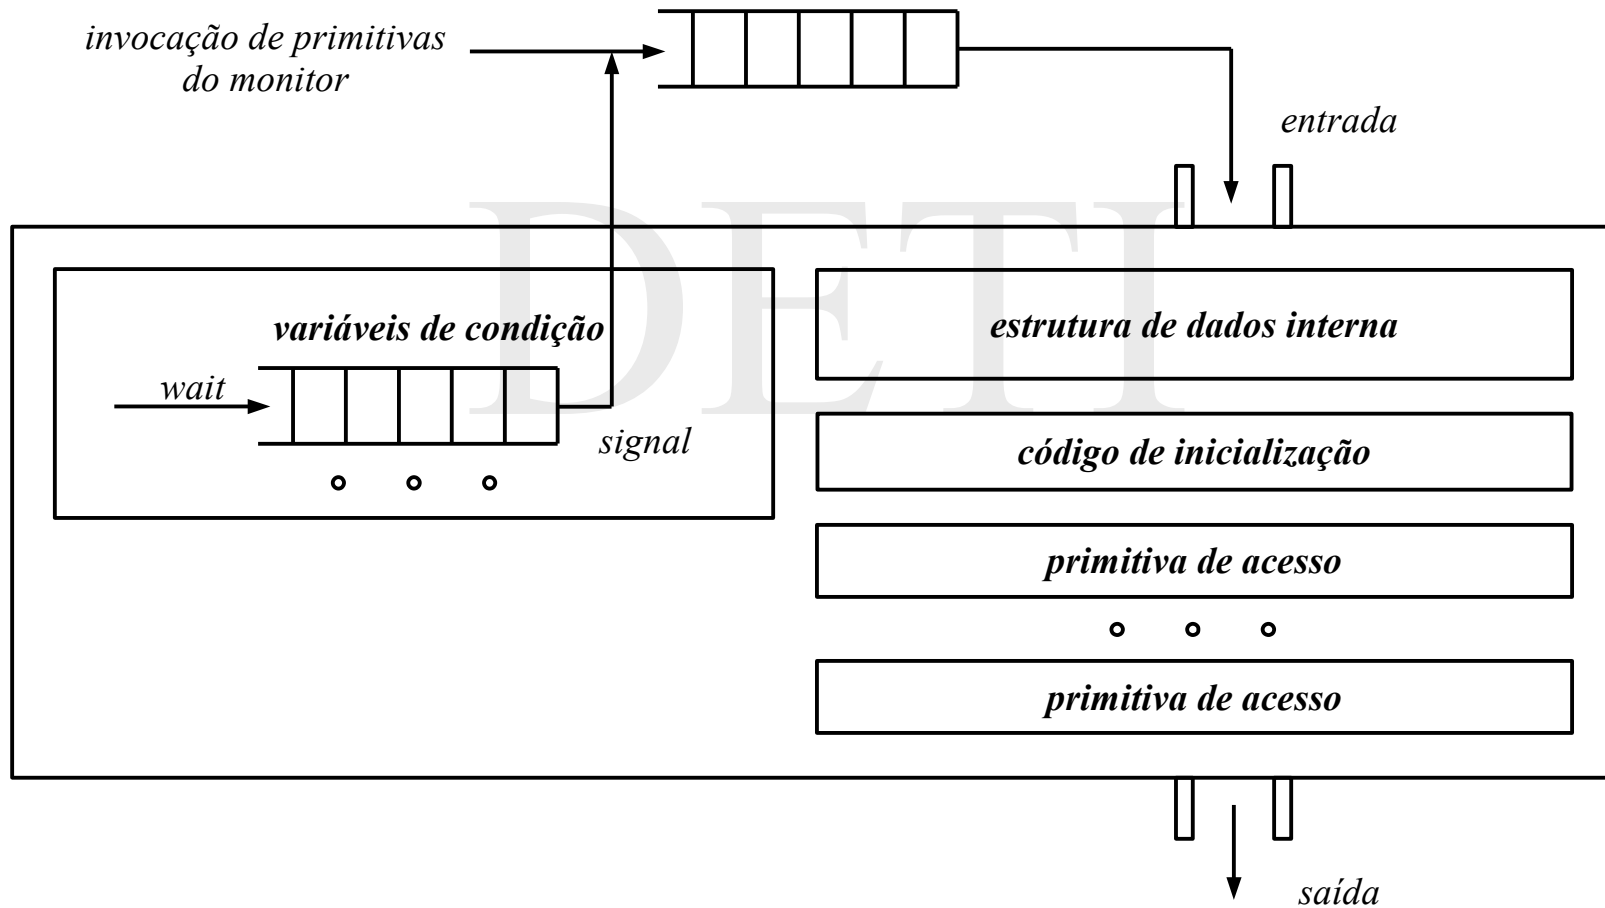 invocação de primitivas
do monitor
entrada
DETI
variáveis de condição
wait
signal
estrutura de dados interna
código de inicialização
primitiva de acesso
primitiva de acesso
saída